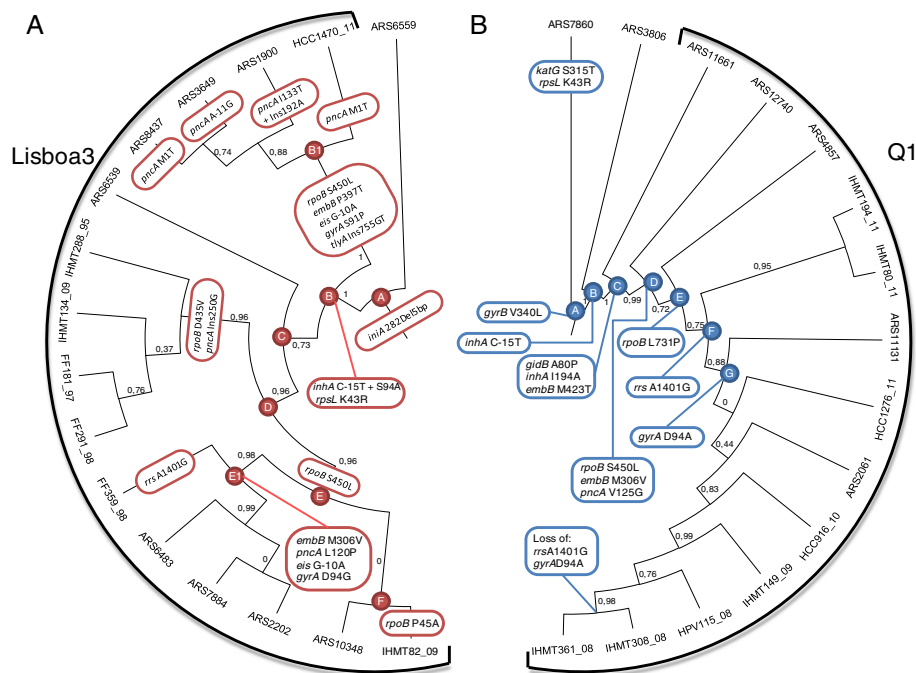 A
Lisboa3
ARS6559
HCC1470_11
ARS1900
ARS3649
ARS8437
ARS6539
IHMT288_95
IHMT134_09
FF181_97
FF291_98
FF359_98
ARS6483
ARS7884
ARS2202
ARS10348
IHMT82_09
pncA M1T
pncA A-11G
pncA I133T
+ Ins192A
pncA M1T
0,74
0,88
B1
rpoB S450L
embB P397T
eis G-10A
gyrA S91P
tlyA Ins755GT
1
B
1
A
iniA 282Del5bp
rpoB D435V
pncA Ins250G
0,96
C
0,73
inhA C-15T + S94A
rpsL K43R
0,37
0,76
0,96
D
0,96
rpoB S450L
rrs A1401G
0,98
E1
E
0,99
embB M306V
pncA L120P
eis G-10A
gyrA D94G
0
0
F
rpoB P45A
B
Q1
ARS7860
ARS3806
ARS11661
ARS12740
ARS4857
IHMT194_11
IHMT80_11
ARS11131
HCC1276_11
ARS2061
HCC916_10
IHMT149_09
HPV115_08
IHMT308_08
IHMT361_08
katG S315T
rpsL K43R
0,95
A
1
B
1
C
0,99
D
0,72
E
0,75
F
0,88
G
0
gyrB V340L
inhA C-15T
gidB A80P
inhA I194A
embB M423T
rpoB L731P
rrs A1401G
gyrA D94A
rpoB S450L
embB M306V
pncA V125G
0,44
0,83
0,99
0,76
0,98
Loss of:
rrsA1401G
gyrAD94A